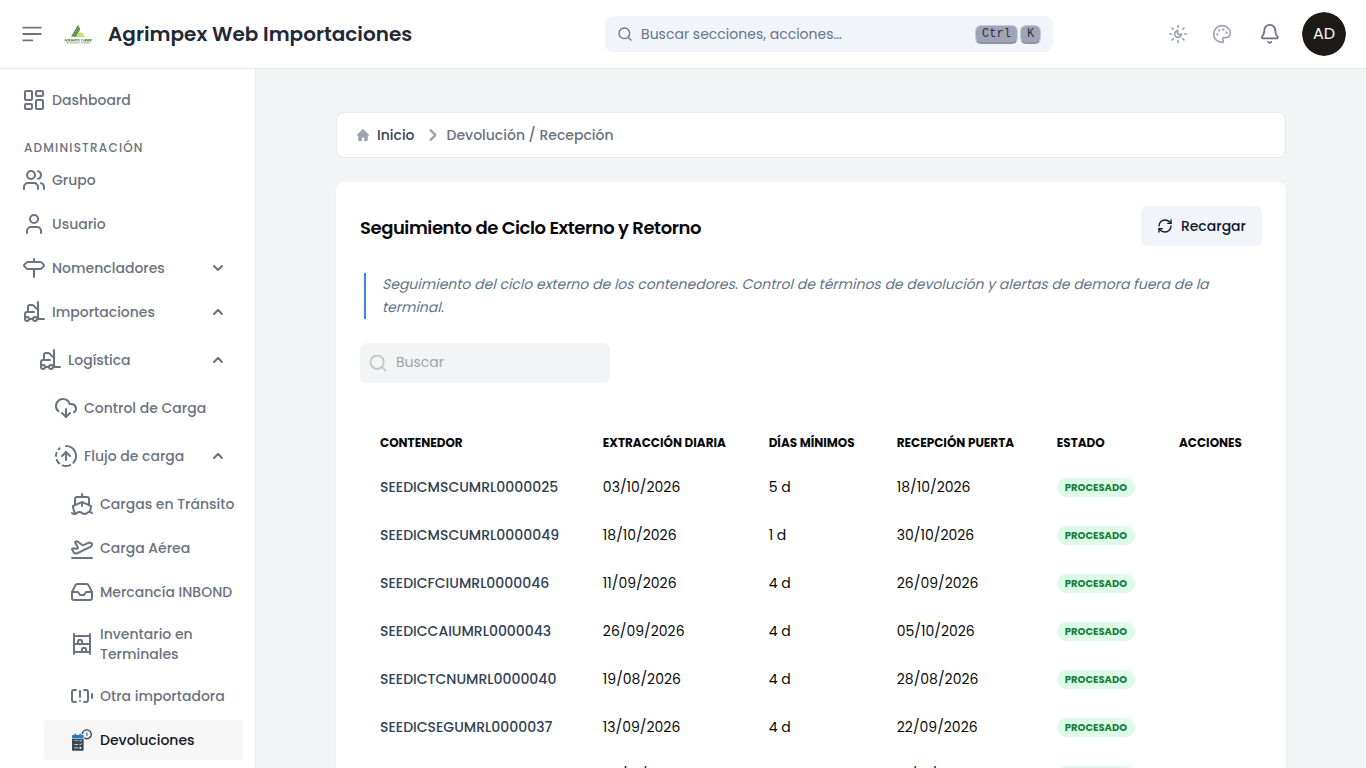 Agrimpex Web Importaciones
Buscar secciones, acciones...
Ctrl K
AD
Dashboard
ADMINISTRACIÓN
Grupo
Usuario
Nomencladores
Importaciones
Logística
Control de Carga
Flujo de carga
Cargas en Tránsito
Carga Aérea
Mercancía INBOND
Inventario en
Terminales
Otra importadora
Devoluciones
Inicio > Devolución / Recepción
Seguimiento de Ciclo Externo y Retorno
Recargar
Seguimiento del ciclo externo de los contenedores. Control de términos de devolución y alertas de demora fuera de la
terminal.
Buscar
CONTENEDOR EXTRACCIÓN DIARIA DÍAS MÍNIMOS RECEPCIÓN PUERTA ESTADO ACCIONES
SEEDICMSCUMRL0000025 03/10/2026 5 d 18/10/2026 PROCESADO
SEEDICMSCUMRL0000049 18/10/2026 1 d 30/10/2026 PROCESADO
SEEDICFCIUMRL0000046 11/09/2026 4 d 26/09/2026 PROCESADO
SEEDICCAIUMRL0000043 26/09/2026 4 d 05/10/2026 PROCESADO
SEEDICTCNUMRL0000040 19/08/2026 4 d 28/08/2026 PROCESADO
SEEDICSEGUMRL0000037 13/09/2026 4 d 22/09/2026 PROCESADO